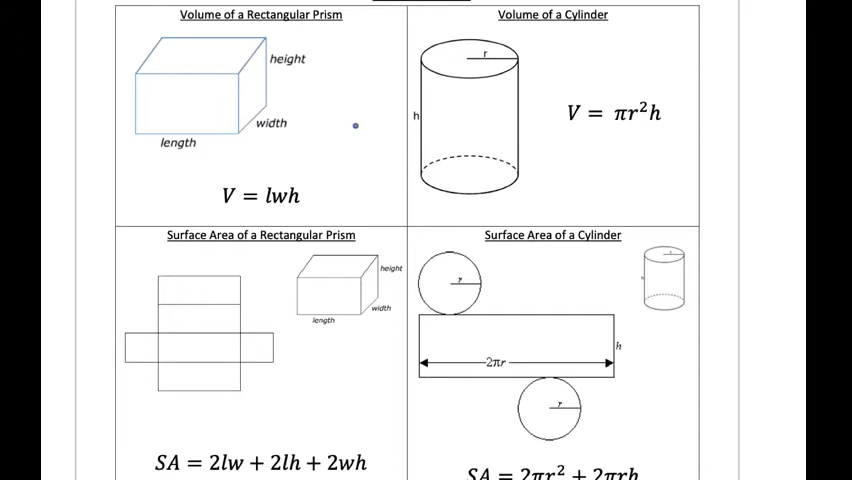 Volume of a Rectangular Prism
height
width
length
V = lwh
Volume of a Cylinder
r
h
V = πr²h
Surface Area of a Rectangular Prism
height
width
length
SA = 2lw + 2lh + 2wh
Surface Area of a Cylinder
r
h
2πr
r
SA = 2πr² + 2πrh